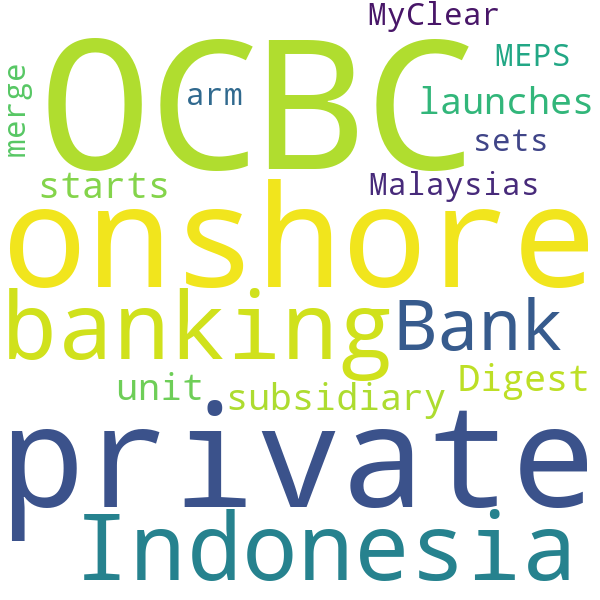 MyClear
OCBC
MEPS
merge
arm
launches
sets
starts
Malaysias
onshore
banking
Bank
unit
subsidiary
Digest
private
Indonesia